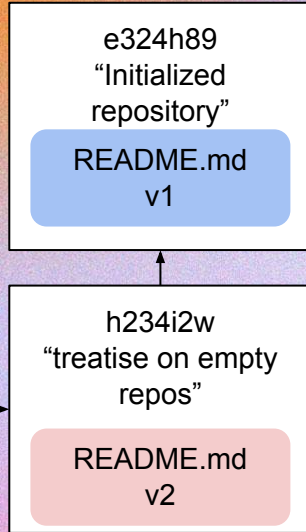 e324h89
“Initialized
repository”
README.md
v1
h234i2w
“treatise on empty
repos”
README.md
v2